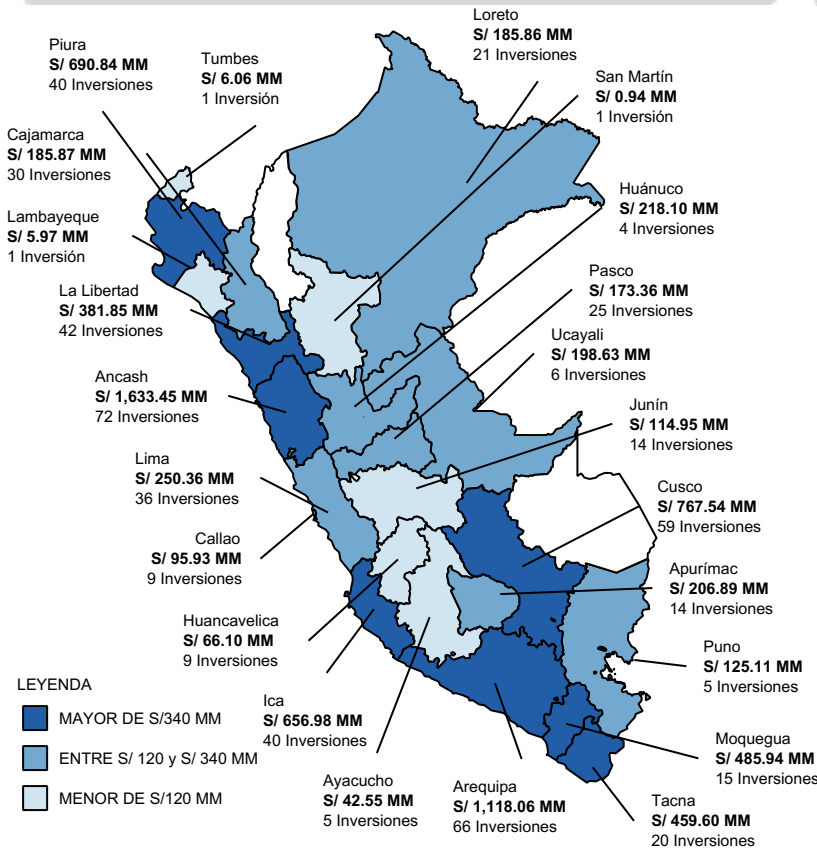 Loreto
S/ 185.86 MM
21 Inversiones
Piura
S/ 690.84 MM
40 Inversiones
Tumbes
S/ 6.06 MM
1 Inversión
San Martín
S/ 0.94 MM
1 Inversión
Cajamarca
S/ 185.87 MM
30 Inversiones
Huánuco
S/ 218.10 MM
4 Inversiones
Lambayeque
S/ 5.97 MM
1 Inversión
Pasco
S/ 173.36 MM
25 Inversiones
La Libertad
S/ 381.85 MM
42 Inversiones
Ucayali
S/ 198.63 MM
6 Inversiones
Ancash
S/ 1,633.45 MM
72 Inversiones
Junín
S/ 114.95 MM
14 Inversiones
Lima
S/ 250.36 MM
36 Inversiones
Cusco
S/ 767.54 MM
59 Inversiones
Callao
S/ 95.93 MM
9 Inversiones
Apurímac
S/ 206.89 MM
14 Inversiones
Huancavelica
S/ 66.10 MM
9 Inversiones
Puno
S/ 125.11 MM
5 Inversiones
LEYENDA
MAYOR DE S/340 MM
ENTRE S/ 120 y S/ 340 MM
MENOR DE S/120 MM
Ica
S/ 656.98 MM
40 Inversiones
Moquegua
S/ 485.94 MM
15 Inversiones
Ayacucho
S/ 42.55 MM
5 Inversiones
Arequipa
S/ 1,118.06 MM
66 Inversiones
Tacna
S/ 459.60 MM
20 Inversiones